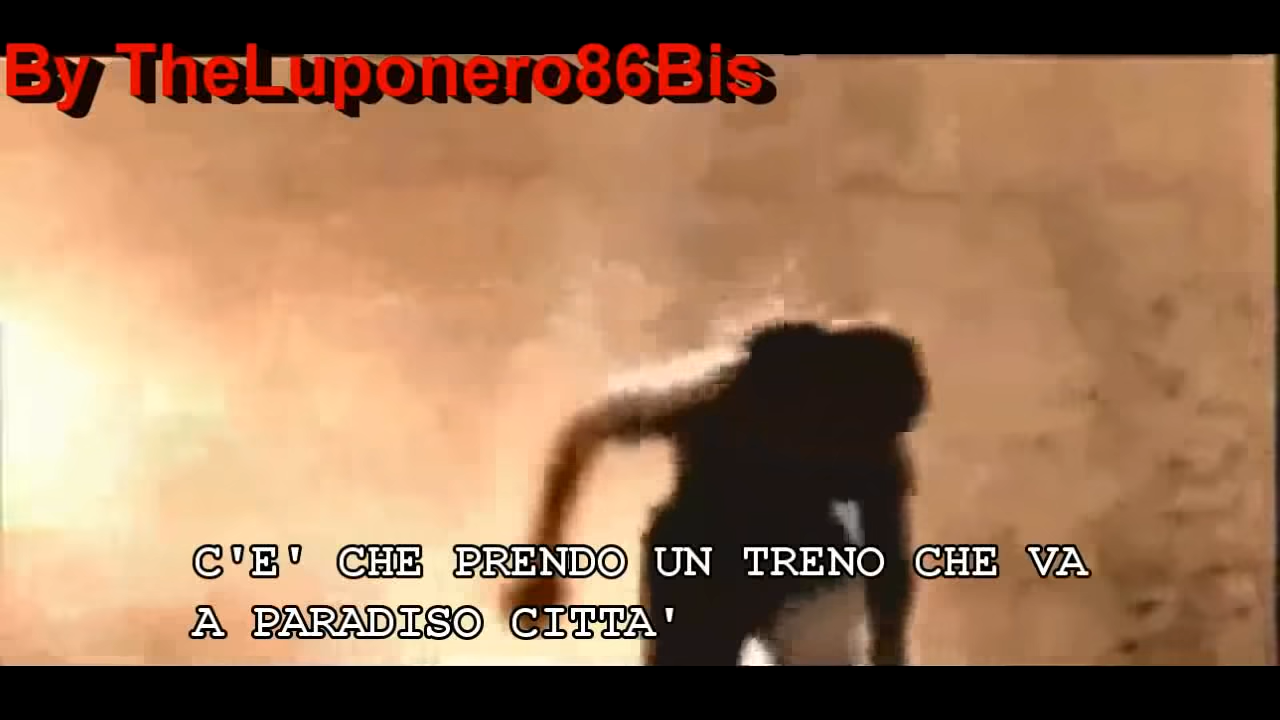 By TheLuponero86Bis
C'E' CHE PRENDO UN TRENO CHE VA
A PARADISO CITTA'